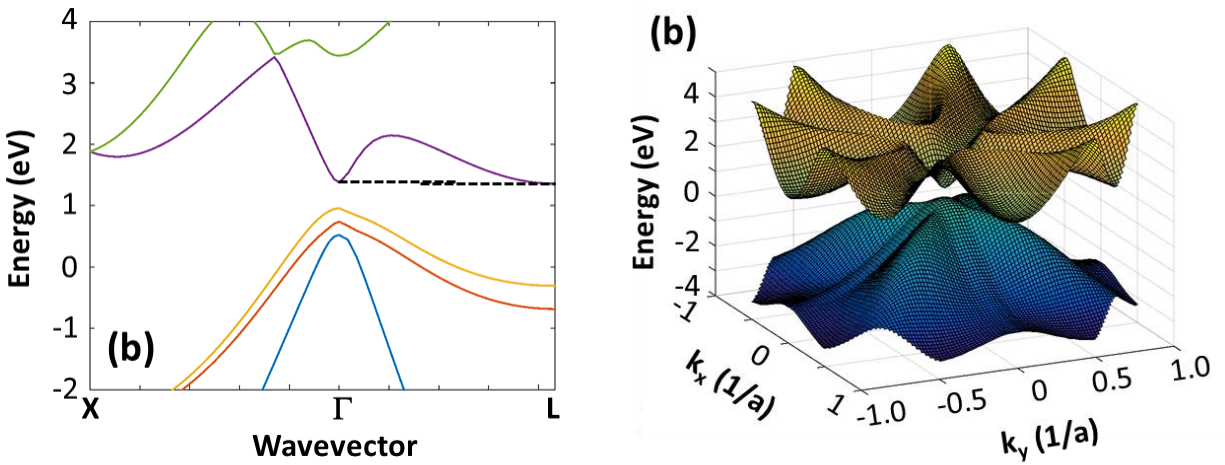 4
3
2
1
0
-1
-2
Energy (eV)
(b)
X
Γ
L
Wavevector
(b)
4
2
0
-2
-4
Energy (eV)
-1
0
1
kₓ (1/a)
-1.0
-0.5
0
0.5
1.0
k_y (1/a)